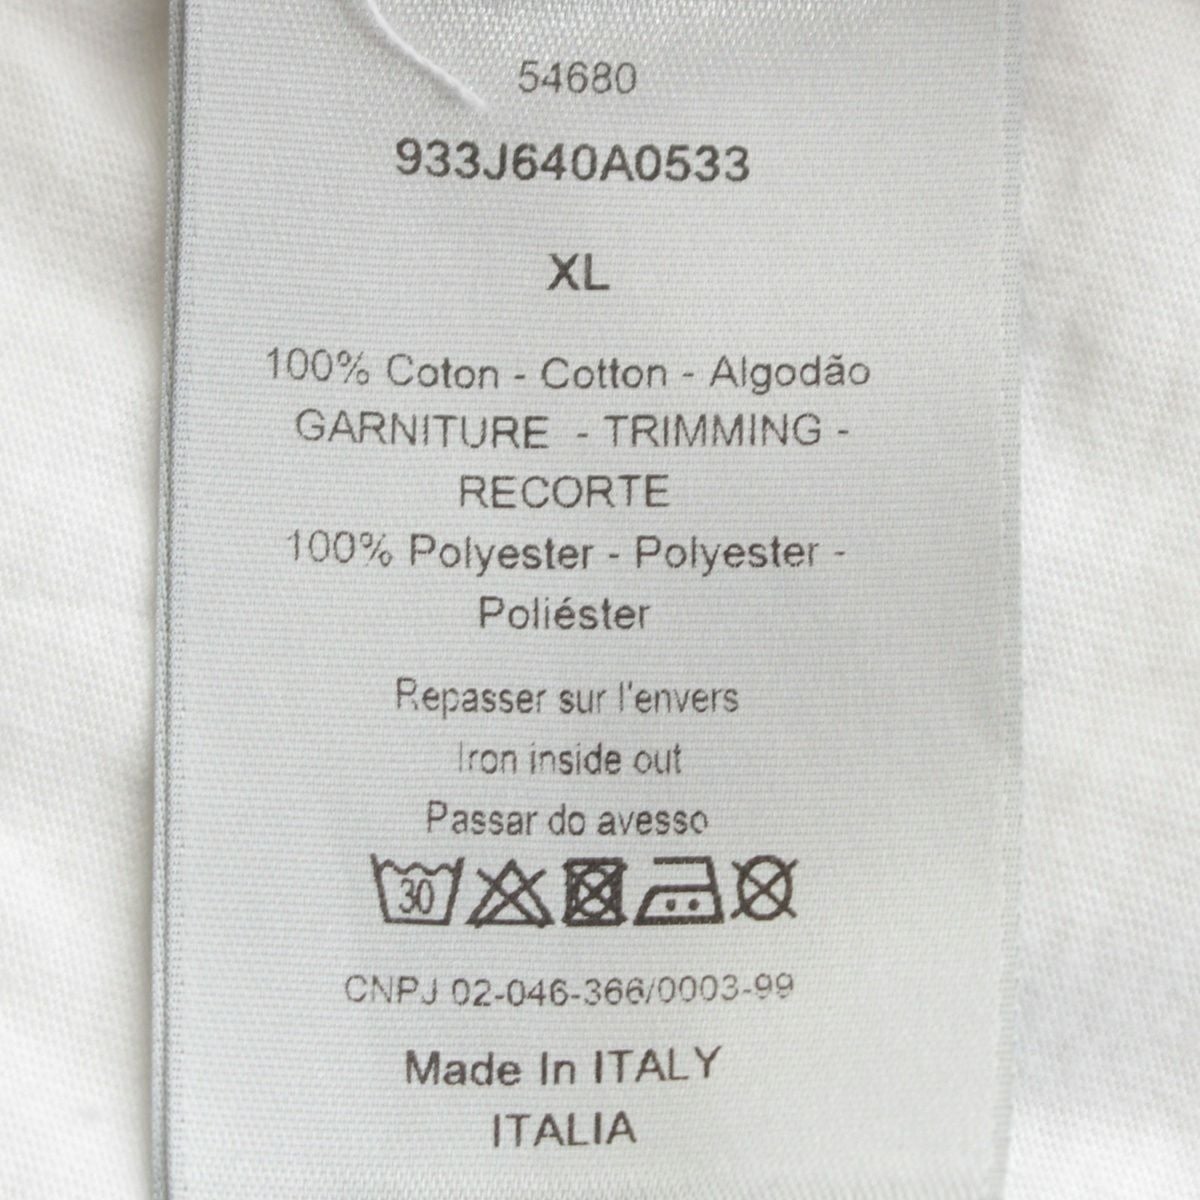 54680
933J640A0533
XL
100% Coton - Cotton - Algodão
GARNITURE - TRIMMING -
RECORTE
100% Polyester - Polyester -
Poliéster
Repasser sur l'envers
Iron inside out
Passar do avesso
30
CNPJ 02-046-366/0003-99
Made In ITALY
ITALIA